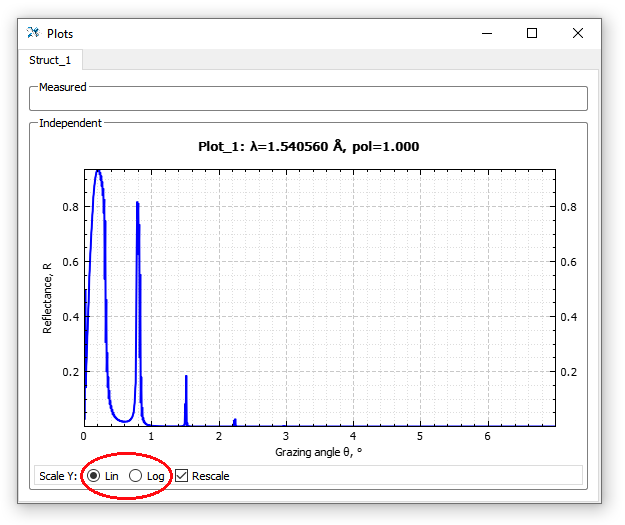 Plots
Struct_1
Measured
Independent
Plot_1: λ=1.540560 Å, pol=1.000
0.8 0.8
0.6 0.6
0.4 0.4
0.2 0.2
Reflectance, R
0 1 2 3 4 5 6
Grazing angle θ, °
Scale Y: Lin Log Rescale